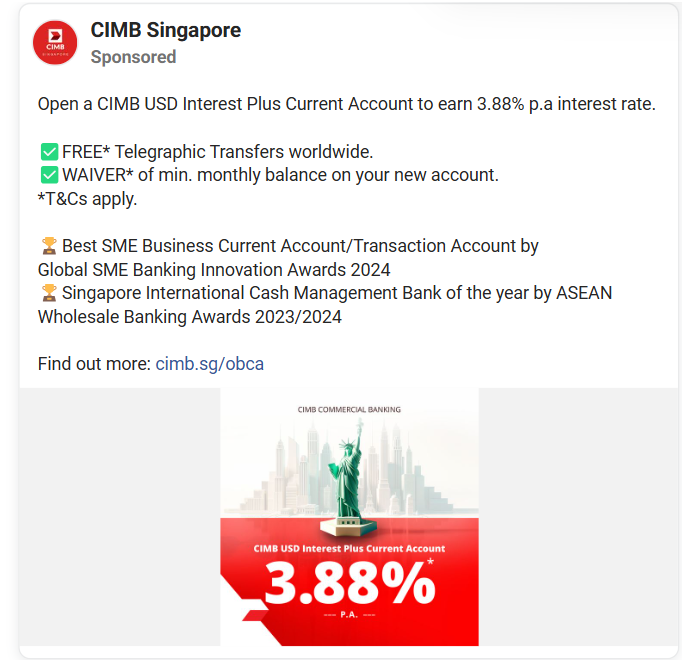 CIMB
SINGAPORE
CIMB Singapore
Sponsored
Open a CIMB USD Interest Plus Current Account to earn 3.88% p.a interest rate.
✅ FREE* Telegraphic Transfers worldwide.
✅ WAIVER* of min. monthly balance on your new account.
*T&Cs apply.
🏆 Best SME Business Current Account/Transaction Account by
Global SME Banking Innovation Awards 2024
🏆 Singapore International Cash Management Bank of the year by ASEAN
Wholesale Banking Awards 2023/2024
Find out more: cimb.sg/obca
CIMB COMMERCIAL BANKING
CIMB USD Interest Plus Current Account
3.88%*
P.A.